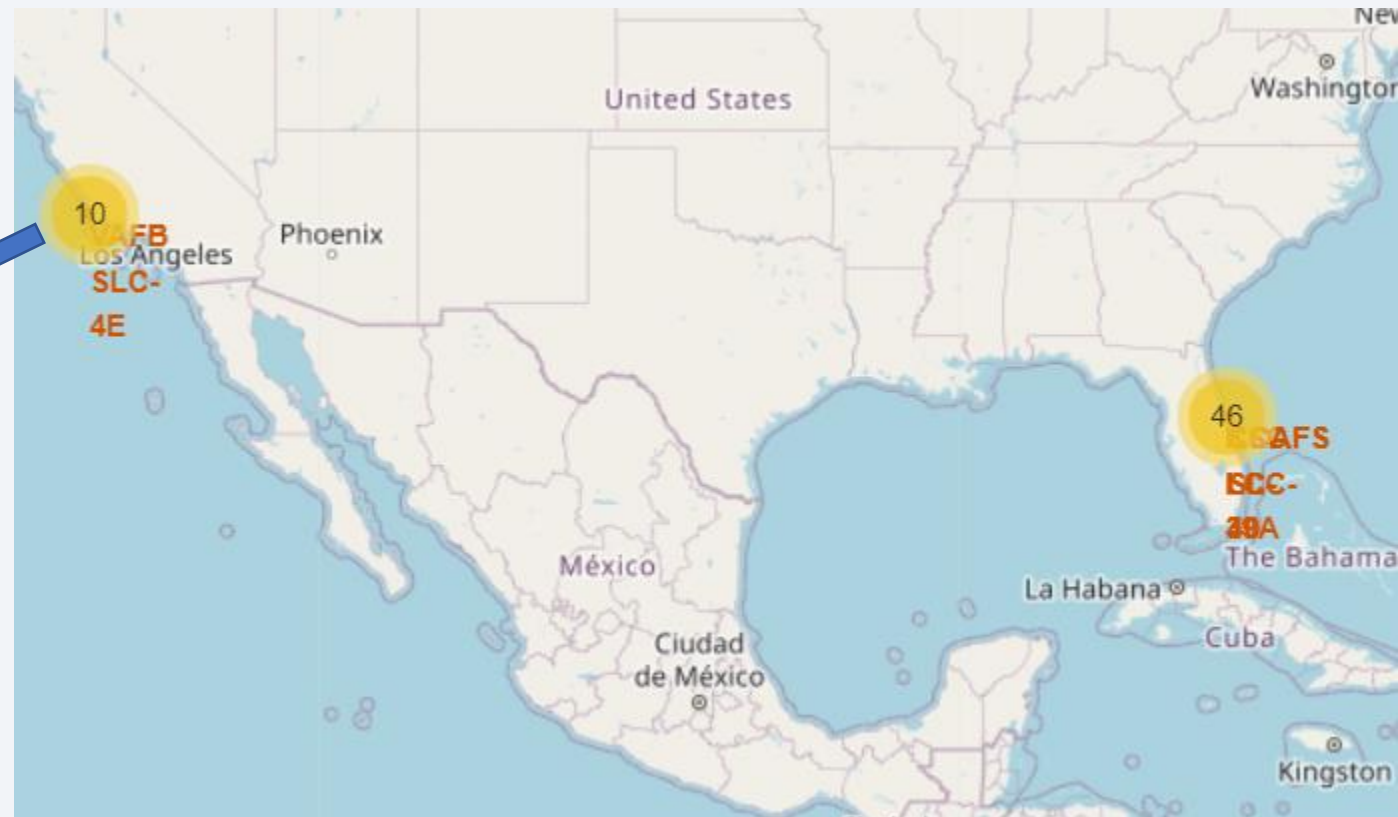 New
Washington
United States
10
VAFB
Los Angeles
SLC-
4E
Phoenix
46
The Bahama
México
La Habana
Cuba
Ciudad
de México
Kingston